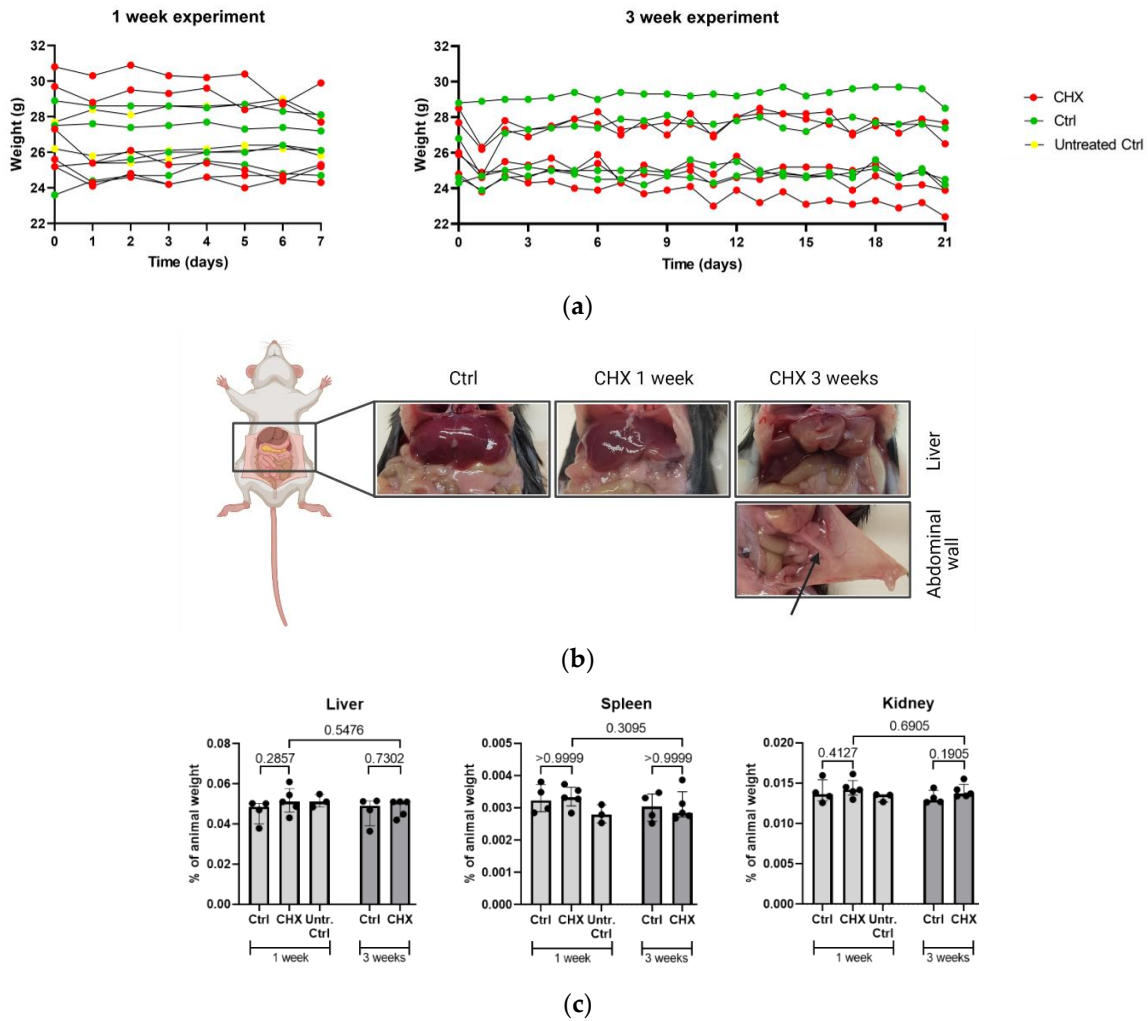 1 week experiment
3 week experiment
Weight (g)
32
30
28
26
24
22
0 1 2 3 4 5 6 7
Time (days)
Weight (g)
32
30
28
26
24
22
0 3 6 9 12 15 18 21
Time (days)
CHX
Ctrl
Untreated Ctrl
(a)
Ctrl
CHX 1 week
CHX 3 weeks
Liver
Abdominal
wall
(b)
Liver
% of animal weight
0.08
0.06
0.04
0.02
0.00
0.5476
0.2857
0.7302
Ctrl CHX Untr. Ctrl CHX
Ctrl
1 week 3 weeks
Spleen
% of animal weight
0.005
0.004
0.003
0.002
0.001
0.000
0.3095
>0.9999
>0.9999
Ctrl CHX Untr. Ctrl CHX
Ctrl
1 week 3 weeks
Kidney
% of animal weight
0.020
0.015
0.010
0.005
0.000
0.6905
0.4127
0.1905
Ctrl CHX Untr. Ctrl CHX
Ctrl
1 week 3 weeks
(c)